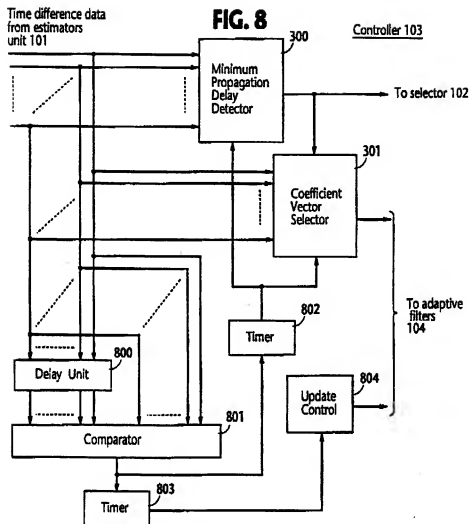 Time difference data
from estimators
unit 101
FIG. 8
Controller 103
300
Minimum
Propagation
Delay
Detector
To selector 102
301
Coefficient
Vector
Selector
802
Timer
To adaptive
filters 104
800
Delay Unit
804
Update
Control
801
Comparator
803
Timer